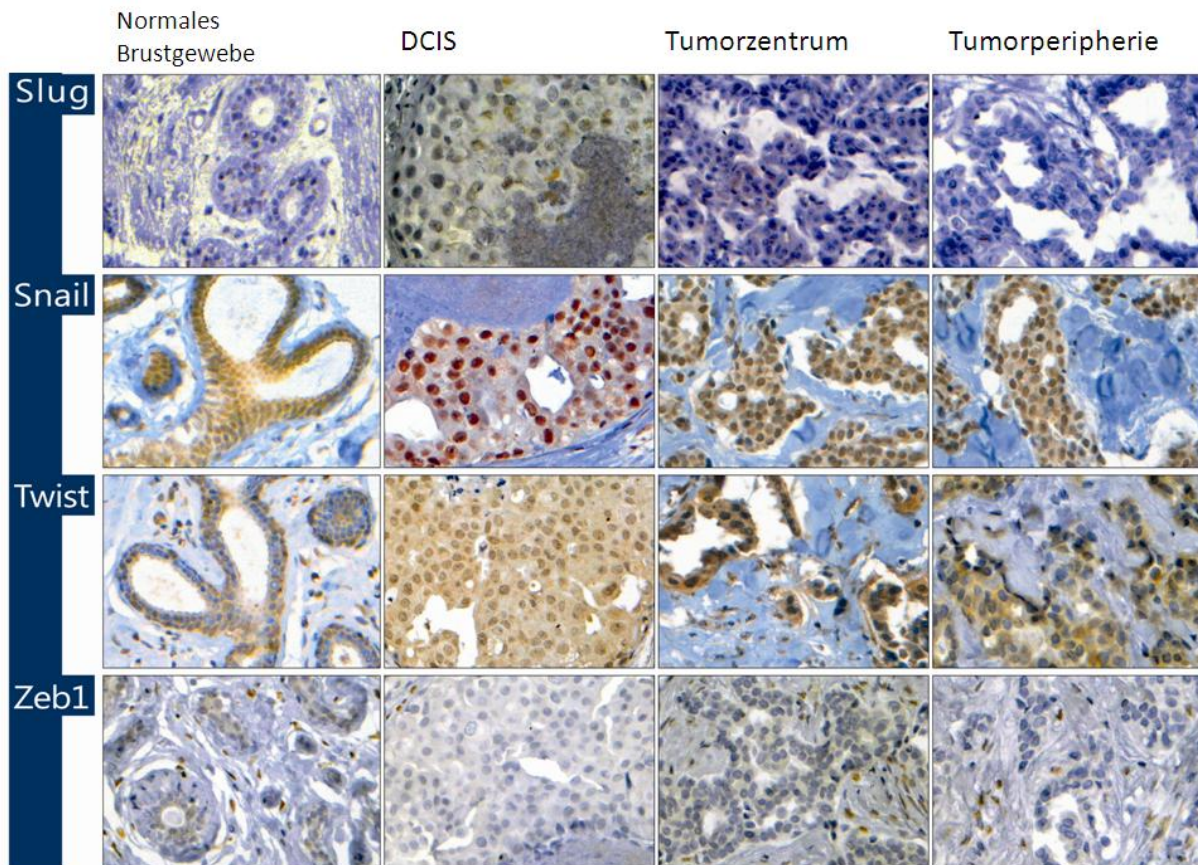 Normales
Brustgewebe
DCIS
Tumorzentrum
Tumorperipherie
Slug
Snail
Twist
Zeb1